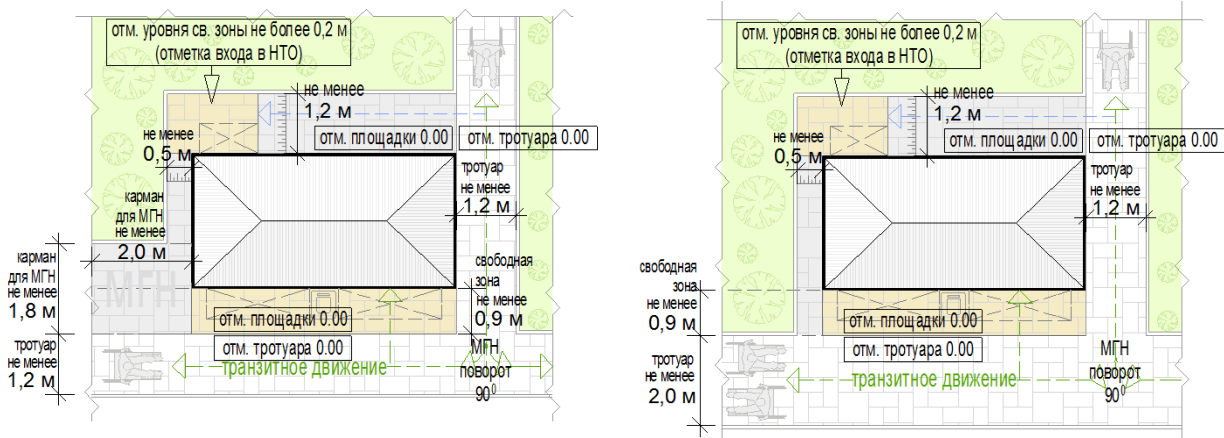 отм. уровня св. зоны не более 0,2 м
(отметка входа в НТО)
не менее
1,2 м
не менее
0,5 м
отм. площадки 0.00
отм. тротуара 0.00
тротуар
не менее
1,2 м
карман
для МГН
не менее
2,0 м
карман
для МГН
не менее
1,8 м
МГН
свободная
зона
не менее
0,9 м
отм. площадки 0.00
отм. тротуара 0.00
тротуар
не менее
1,2 м
транзитное движение
МГН
поворот
90⁰
отм. уровня св. зоны не более 0,2 м
(отметка входа в НТО)
не менее
1,2 м
не менее
0,5 м
отм. площадки 0.00
отм. тротуара 0.00
тротуар
не менее
1,2 м
свободная
зона
не менее
0,9 м
отм. площадки 0.00
отм. тротуара 0.00
тротуар
не менее
2,0 м
транзитное движение
МГН
поворот
90⁰